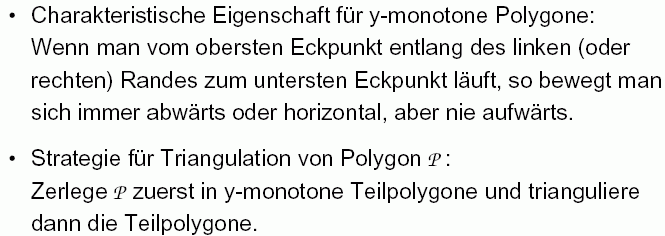 • Charakteristische Eigenschaft für y-monotone Polygone:
Wenn man vom obersten Eckpunkt entlang des linken (oder
rechten) Randes zum untersten Eckpunkt läuft, so bewegt man
sich immer abwärts oder horizontal, aber nie aufwärts.
• Strategie für Triangulation von Polygon 𝒫 :
Zerlege 𝒫 zuerst in y-monotone Teilpolygone und trianguliere
dann die Teilpolygone.